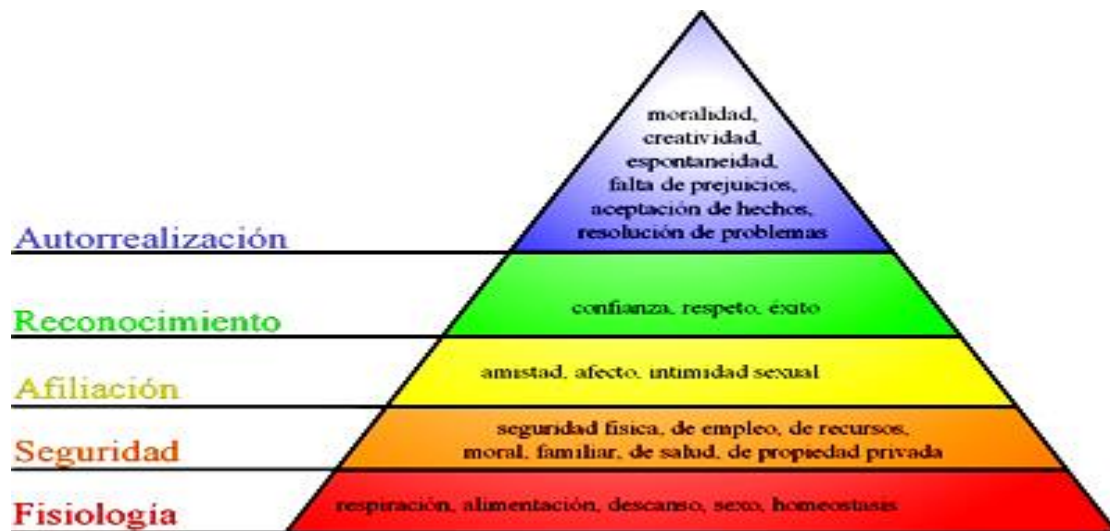 moralidad,
creatividad,
espontaneidad,
falta de prejuicios,
aceptación de hechos,
resolución de problemas
Autorrealización
confianza, respeto, éxito
Reconocimiento
amistad, afecto, intimidad sexual
Afiliación
seguridad física, de empleo, de recursos,
moral, familiar, de salud, de propiedad privada
Seguridad
respiración, alimentación, descanso, sexo, homeostasis
Fisiología